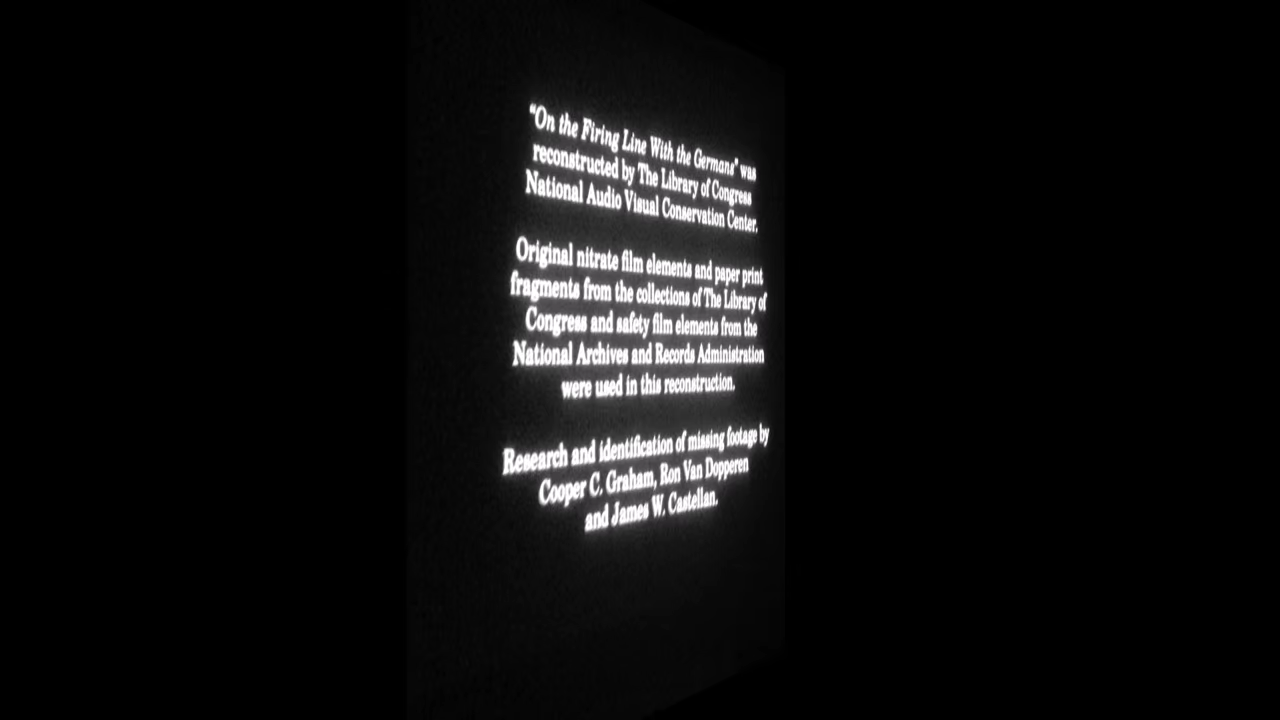 "On the Firing Line With the Germans" was
reconstructed by The Library of Congress
National Audio Visual Conservation Center.
Original nitrate film elements and paper print
fragments from the collections of The Library of
Congress and safety film elements from the
National Archives and Records Administration
were used in this reconstruction.
Research and identification of missing footage by
Cooper C. Graham, Ron Van Dopperen
and James W. Castellan.